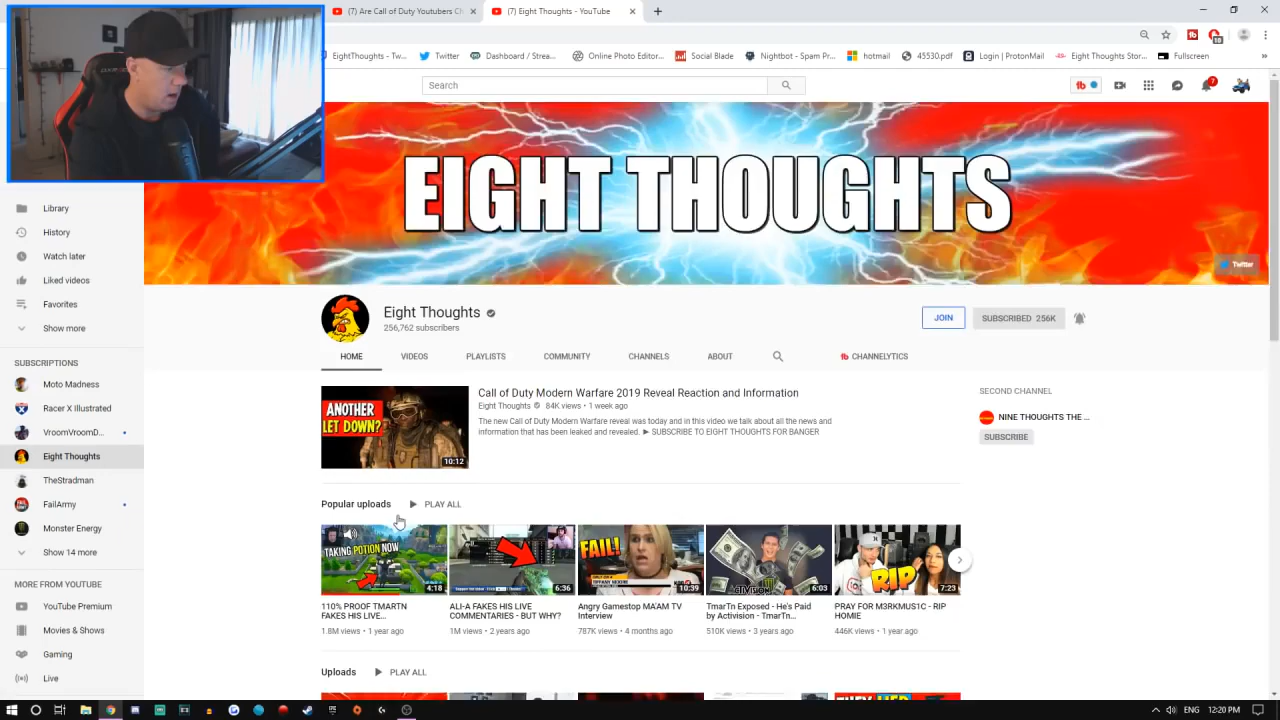 (7) The Call of Duty Youtubers Ch
(7) Eight Thoughts - YouTube
EightThoughts - Tw...
Twitter
Dashboard / Strea...
Online Photo Editor...
Social Blade
Nightbot - Spam Pr...
hotmail
45530.pdf
Login | ProtonMail
Eight Thoughts Stor...
Fullscreen
Search
EIGHT THOUGHTS
Twitter
Library
History
Watch later
Liked videos
Favorites
Show more
SUBSCRIPTIONS
Moto Madness
Racer X Illustrated
VroomVroomD...
Eight Thoughts
TheStradman
FailArmy
Monster Energy
Show 14 more
MORE FROM YOUTUBE
YouTube Premium
Movies & Shows
Gaming
Live
Eight Thoughts
256,762 subscribers
JOIN
SUBSCRIBED 256K
HOME
VIDEOS
PLAYLISTS
COMMUNITY
CHANNELS
ABOUT
CHANNELYTICS
ANOTHER
LET DOWN?
10:12
Call of Duty Modern Warfare 2019 Reveal Reaction and Information
Eight Thoughts 84K views • 1 week ago
The new Call of Duty Modern Warfare reveal was today and in this video we talk about all the news and
information that has been leaked and revealed. ► SUBSCRIBE TO EIGHT THOUGHTS FOR BANGER
SECOND CHANNEL
NINE THOUGHTS THE ...
SUBSCRIBE
Popular uploads
PLAY ALL
TAKING POTION NOW
4:18
110% PROOF TMARTN
FAKES HIS LIVE...
1.8M views • 1 year ago
6:36
ALI-A FAKES HIS LIVE
COMMENTARIES - BUT WHY?
1M views • 2 years ago
FAIL!
10:39
Angry Gamestop MA'AM TV
Interview
787K views • 4 months ago
ACTIVISION
6:03
TmarTn Exposed - He's Paid
by Activision - TmarTn...
510K views • 3 years ago
RIP
7:23
PRAY FOR M3RKMUS1C - RIP
HOMIE
446K views • 1 year ago
Uploads
PLAY ALL
ENG
12:20 PM